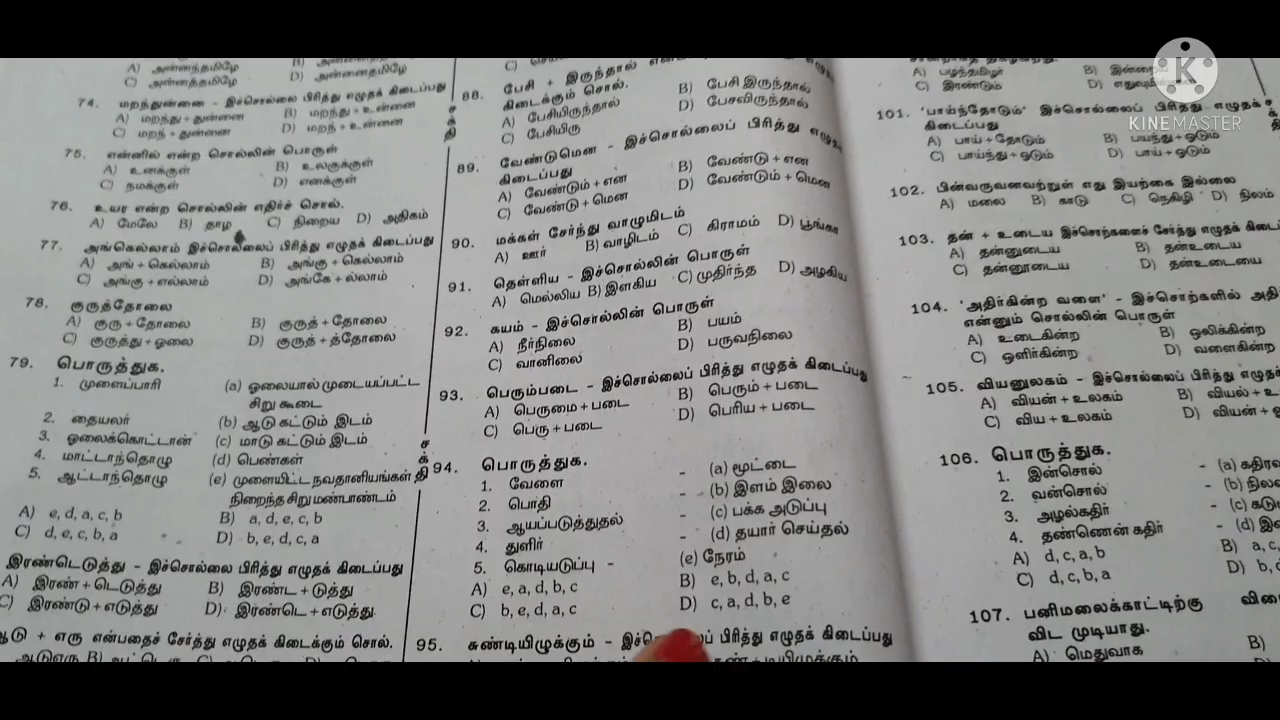 A) அன்னந்தமிழே
C) அன்னத்தமிழே D) அன்னைதமிழே
74. மறந்துன்னை - இச்சொல்லை பிரித்து எழுதக் கிடைப்பது
A) மறந்து + துன்னை B) மறந்து + உன்னை
C) மறந் + துன்னை D) மறந் + உன்னை
75. என்னில் என்ற சொல்லின் பொருள்
A) உனக்குள் B) உலகுக்குள்
C) நமக்குள் D) எனக்குள்
76. உயர என்ற சொல்லின் எதிர்ச் சொல்.
A) மேலே B) தாழ C) நிறைய D) அதிகம்
77. அங்கெல்லாம் இச்சொல்லைப் பிரித்து எழுதக் கிடைப்பது
A) அங் + கெல்லாம் B) அங்கு + கெல்லாம்
C) அங்கு + எல்லாம் D) அங்கே + ல்லாம்
78. குருத்தோலை
A) குரு + தோலை B) குருத் + தோலை
C) குருத்து + ஓலை D) குருத் + த்தோலை
79. பொருத்துக.
1. முளைப்பாரி (a) ஓலையால் முடையப்பட்ட
சிறு கூடை
2. தையலர் (b) ஆடு கட்டும் இடம்
3. ஓலைக்கொட்டான் (c) மாடு கட்டும் இடம்
4. மாட்டாந்தொழு (d) பெண்கள்
5. ஆட்டாந்தொழு (e) முளையிட்ட நவதானியங்கள்
நிறைந்த சிறு மண்பாண்டம்
A) e, d, a, c, b B) a, d, e, c, b
C) d, e, c, b, a D) b, e, d, c, a
இரண்டெடுத்து - இச்சொல்லை பிரித்து எழுதக் கிடைப்பது
A) இரண் + டெடுத்து B) இரண்ட + டுத்து
C) இரண்டு + எடுத்து D) இரண்டெ + எடுத்து
ஆடு + எரு என்பதைச் சேர்த்து எழுதக் கிடைக்கும் சொல்.
சக்தி
சக்தி
88. பேசி + இருந்தால்
கிடைக்கும் சொல்.
A) பேசியிருந்தால் B) பேசி இருந்தால்
C) பேசியிரு D) பேசவிருந்தால்
89. வேண்டுமென - இச்சொல்லைப் பிரித்து
கிடைப்பது
A) வேண்டும் + என B) வேண்டு + என
C) வேண்டு + மென D) வேண்டும் + மென
90. மக்கள் சேர்ந்து வாழுமிடம்
A) ஊர் B) வாழிடம் C) கிராமம் D) பூங்கா
91. தெள்ளிய - இச்சொல்லின் பொருள்
A) மெல்லிய B) இளகிய C) முதிர்ந்த D) அழகிய
92. கயம் - இச்சொல்லின் பொருள்
A) நீர்நிலை B) பயம்
C) வானிலை D) பருவநிலை
93. பெரும்படை - இச்சொல்லைப் பிரித்து எழுதக் கிடைப்பது
A) பெருமை + படை B) பெரும் + படை
C) பெரு + படை D) பெரிய + படை
94. பொருத்துக.
1. வேளை - (a) மூட்டை
2. பொர்தி - (b) இளம் இலை
3. ஆயப்படுத்துதல் - (c) பக்க அடுப்பு
4. துளிர் - (d) தயார் செய்தல்
5. கொடியடுப்பு - (e) நேரம்
A) e, a, d, b, c B) e, b, d, a, c
C) b, e, d, a, c D) c, a, d, b, e
95. சுண்டியிழுக்கும் - பிரித்து எழுதக் கிடைப்பது
C) இரண்டும்
101. 'பாய்ந்தோடும்' இச்சொல்லைப் பிரித்து எழுதக்
கிடைப்பது
A) பாய் + தோடும் B) பயந்து + ஓடும்
C) பாய்ந்து + ஓடும் D) பாய் + ஓடும்
102. பின்வருவனவற்றுள் எது இயற்கை இல்லை
A) மலை B) காடு C) நெகிழி D) நிலம்
103. தன் + உடைய இச்சொற்களைச் சேர்த்து எழுதக்
A) தன்னுடைய B) தன்உடைய
C) தன்னூடைய D) தன்உடையை
104. 'அதிர்கின்ற வளை' - இச்சொற்களில்
என்னும் சொல்லின் பொருள்
A) உடைகின்ற B) ஒலிக்கின்ற
C) ஒளிர்கின்ற D) வளைகின்ற
105. வியனுலகம் - இச்சொல்லைப் பிரித்து
A) வியன் + உலகம் B) வியல் +
C) விய + உலகம் D) வியன் +
106. பொருத்துக.
1. இன்சொல் - (a)
2. வன்சொல் - (b)
3. அழல்கதிர் - (c)
4. தண்ணென் கதிர் - (d)
A) d, c, a, b B)
C) d, c, b, a D)
107. பனிமலைக்காட்டிற்கு
விட முடியாது.
A) மெதுவாக B)
KINEMASTER